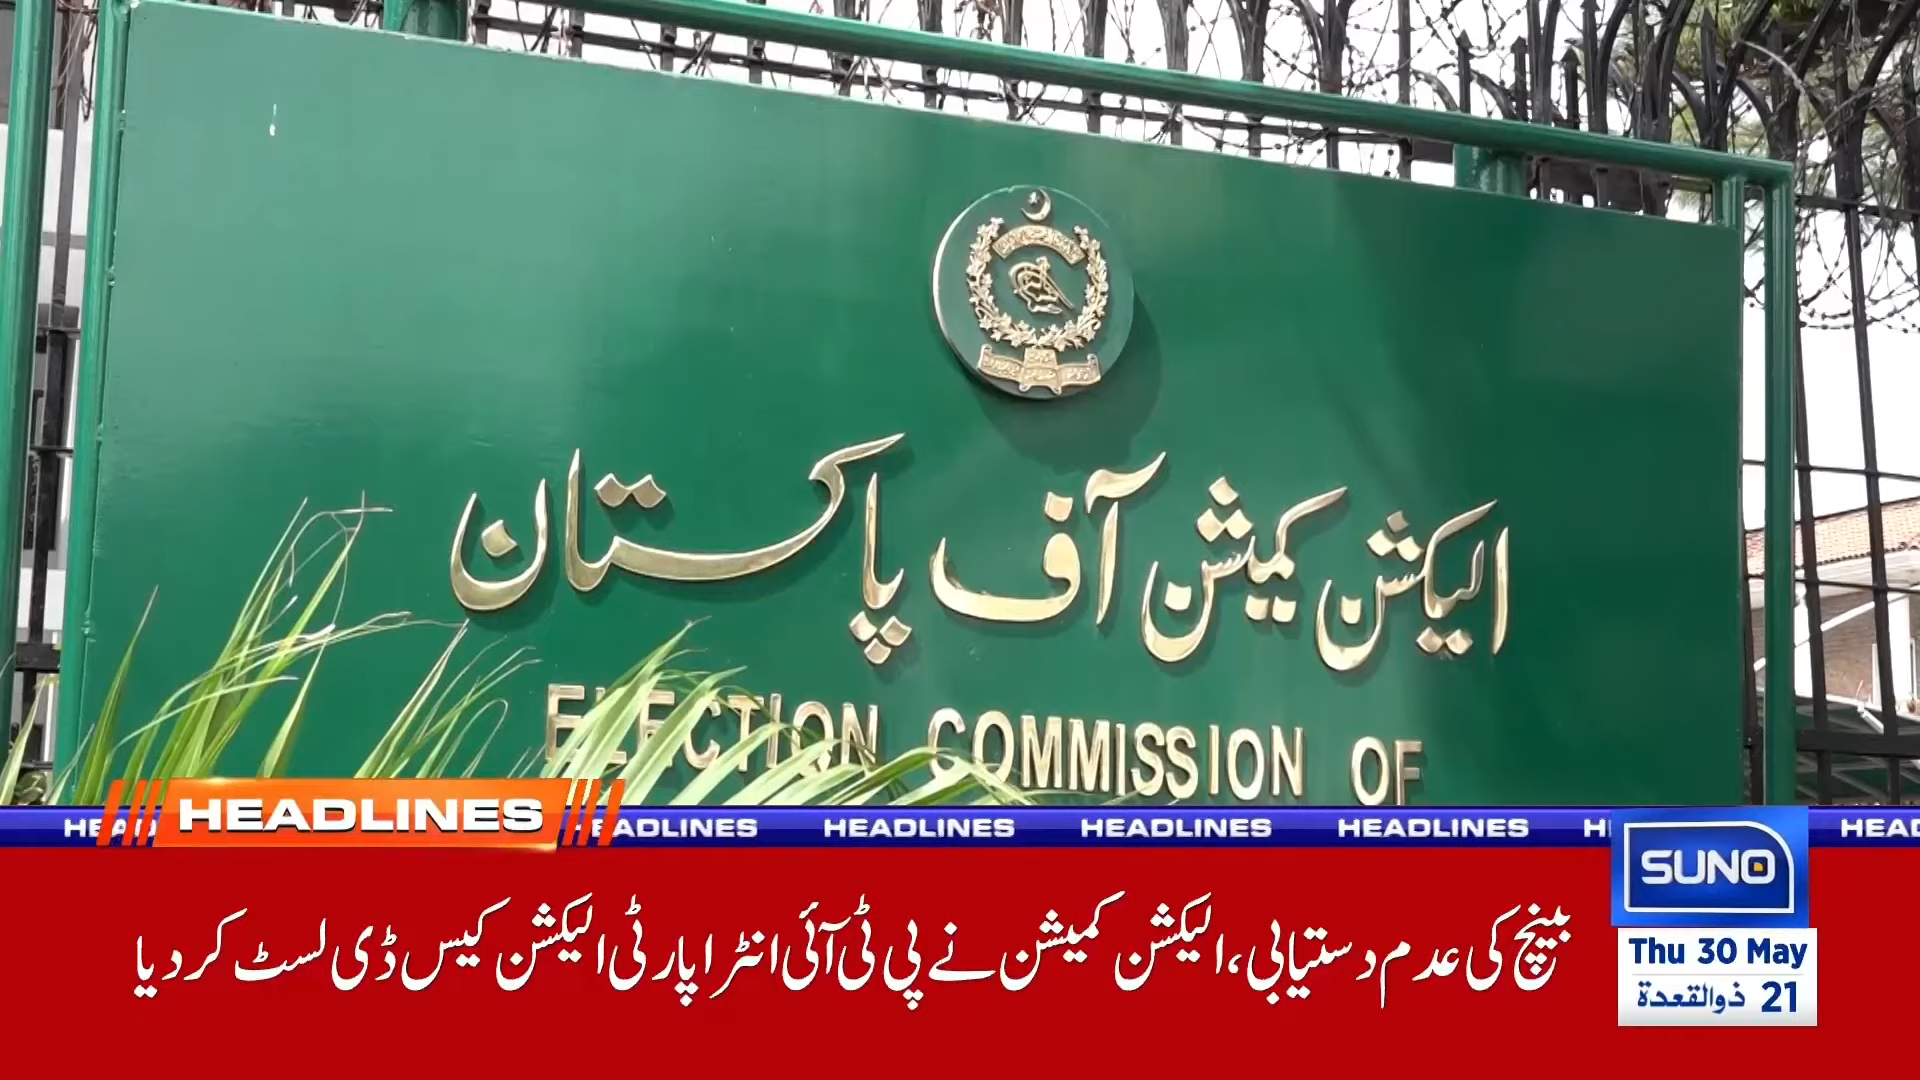 الیکشن کمیشن آف پاکستان
ELECTION COMMISSION OF
HEADLINES
HEADLINES HEADLINES HEADLINES
SUNO
بینچ کی عدم دستیابی، الیکشن کمیشن نے پی ٹی آئی انٹرا پارٹی الیکشن کیس ڈی لسٹ کر دیا
Thu 30 May
21 ذوالقعدة